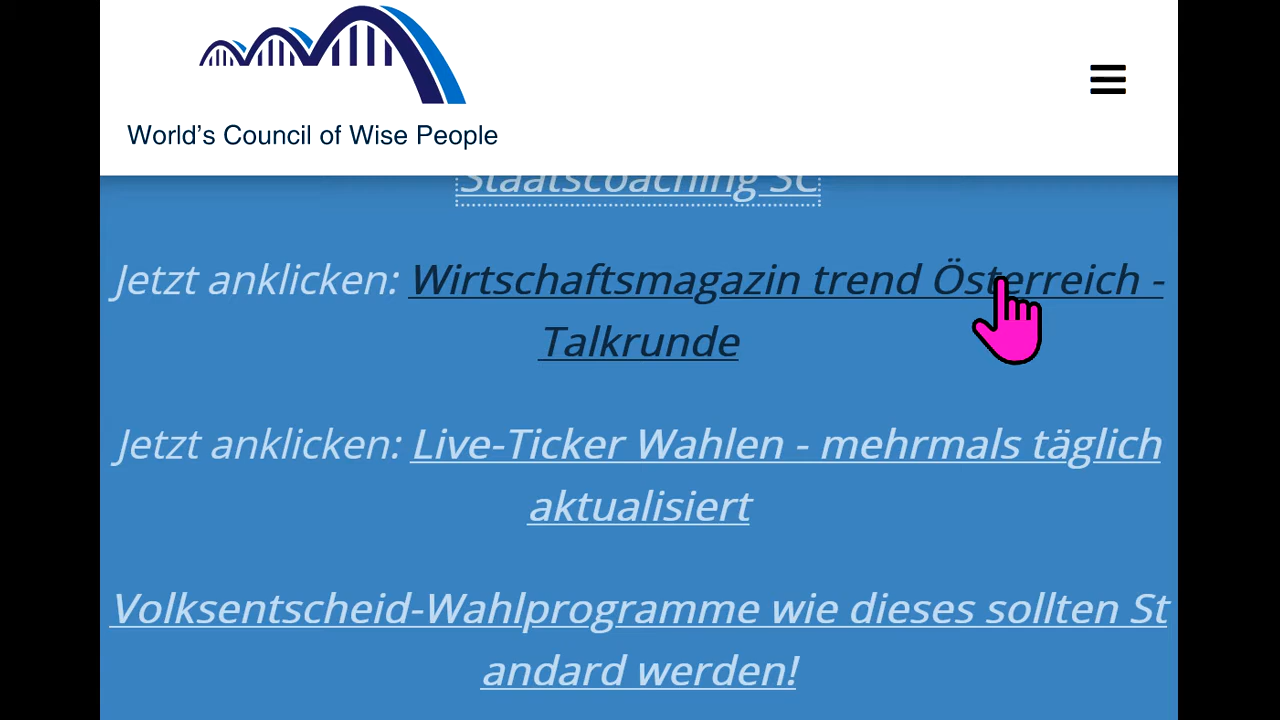 World's Council of Wise People
Staatscoaching SC
Jetzt anklicken: Wirtschaftsmagazin trend Österreich -
Talkrunde
Jetzt anklicken: Live-Ticker Wahlen - mehrmals täglich
aktualisiert
Volksentscheid-Wahlprogramme wie dieses sollten St
andard werden!